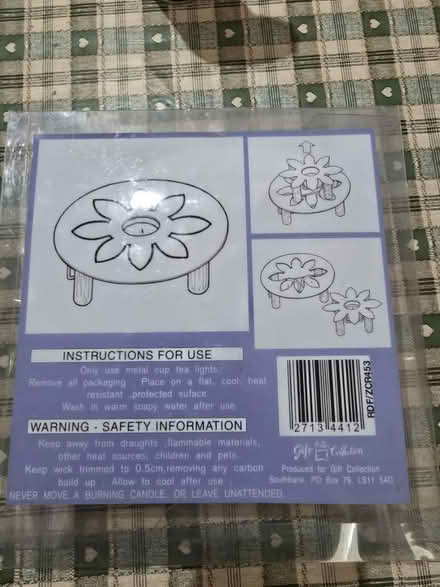 INSTRUCTIONS FOR USE
Only use metal cup tea lights.
Remove all packaging. Place on a flat, cool, heat
resistant ,protected suface.
Wash in warm soapy water after use.
WARNING - SAFETY INFORMATION
Keep away from draughts ,flammable materials,
other heat sources, children and pets.
Keep wick trimmed to 0.5cm,removing any carbon
build up . Allow to cool after use .
NEVER MOVE A BURNING CANDLE, OR LEAVE UNATTENDED.
RDF/ZCR453
2713 4412
Gift Collection
Produced for Gift Collection
Southbank, PO Box 79, LS11 5AD